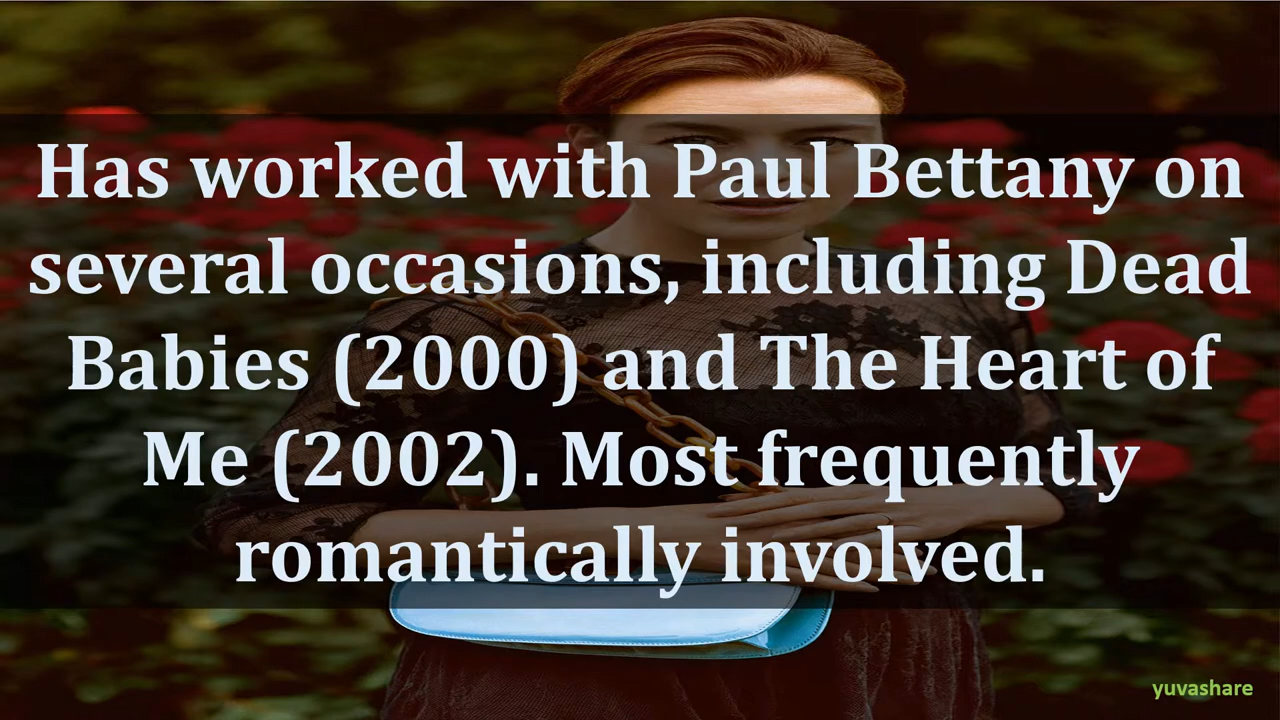 Has worked with Paul Bettany on
several occasions, including Dead
Babies (2000) and The Heart of
Me (2002). Most frequently
romantically involved.
yuvashare